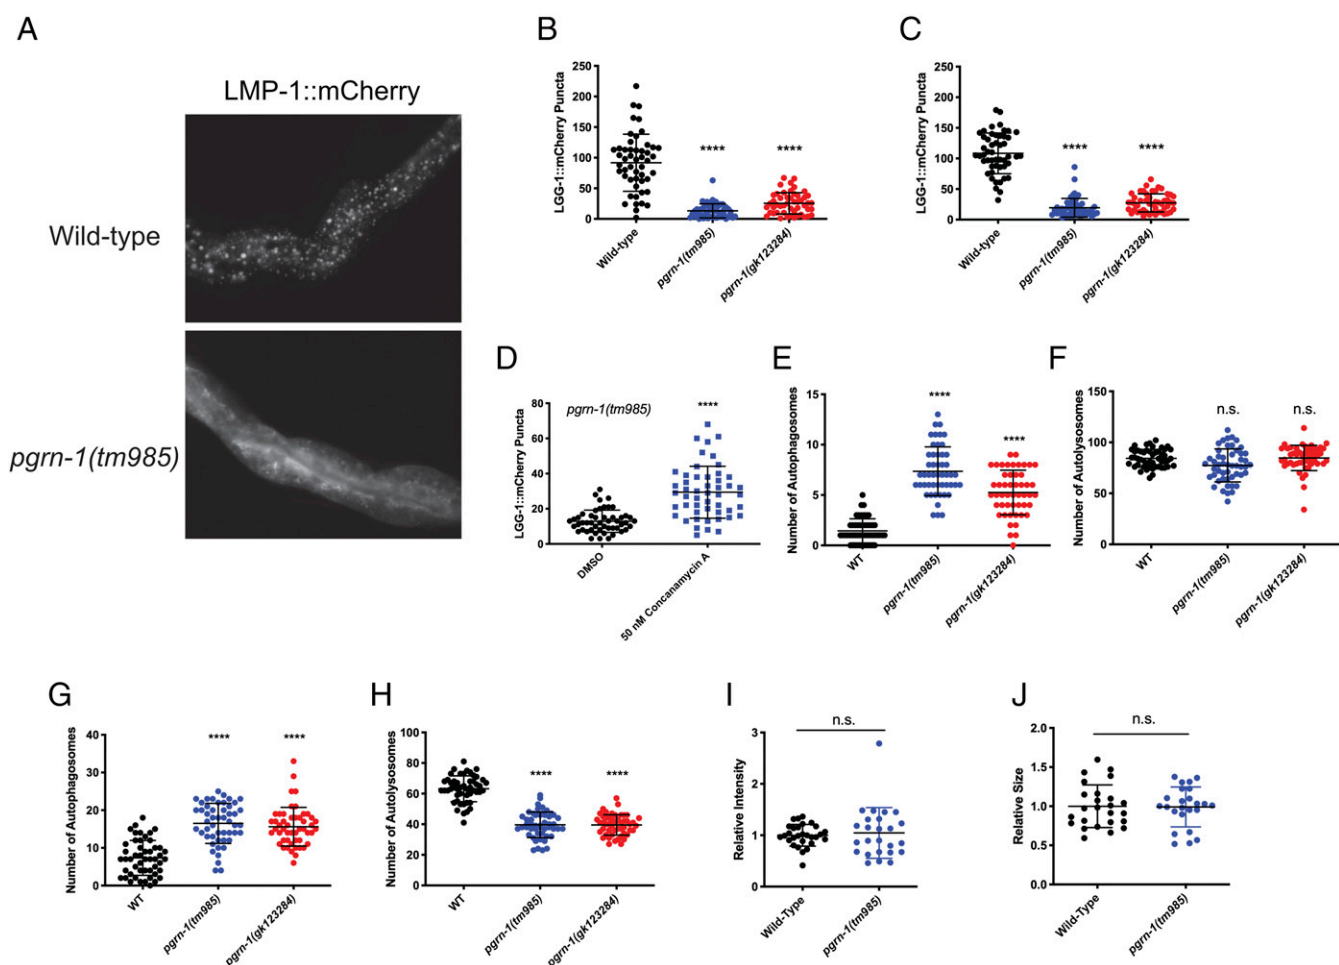 A
LMP-1::mCherry
Wild-type
pgrn-1(tm985)
B
LGG-1::mCherry Puncta
250
200
150
100
50
0
****
****
Wild-type
pgrn-1(tm985)
pgrn-1(gk123284)
C
LGG-1::mCherry Puncta
250
200
150
100
50
0
****
****
Wild-type
pgrn-1(tm985)
pgrn-1(gk123284)
D
LGG-1::mCherry Puncta
80
60
40
20
0
pgrn-1(tm985)
****
DMSO
50 nM Concanamycin A
E
Number of Autophagosomes
15
10
5
0
****
****
WT
pgrn-1(tm985)
pgrn-1(gk123284)
F
Number of Autolysosomes
150
100
50
0
n.s.
n.s.
WT
pgrn-1(tm985)
pgrn-1(gk123284)
G
Number of Autophagosomes
40
30
20
10
0
****
****
WT
pgrn-1(tm985)
pgrn-1(gk123284)
H
Number of Autolysosomes
100
80
60
40
20
0
****
****
WT
pgrn-1(tm985)
pgrn-1(gk123284)
I
Relative Intensity
3
2
1
0
n.s.
Wild-Type
pgrn-1(tm985)
J
Relative Size
2.0
1.5
1.0
0.5
0.0
n.s.
Wild-Type
pgrn-1(tm985)